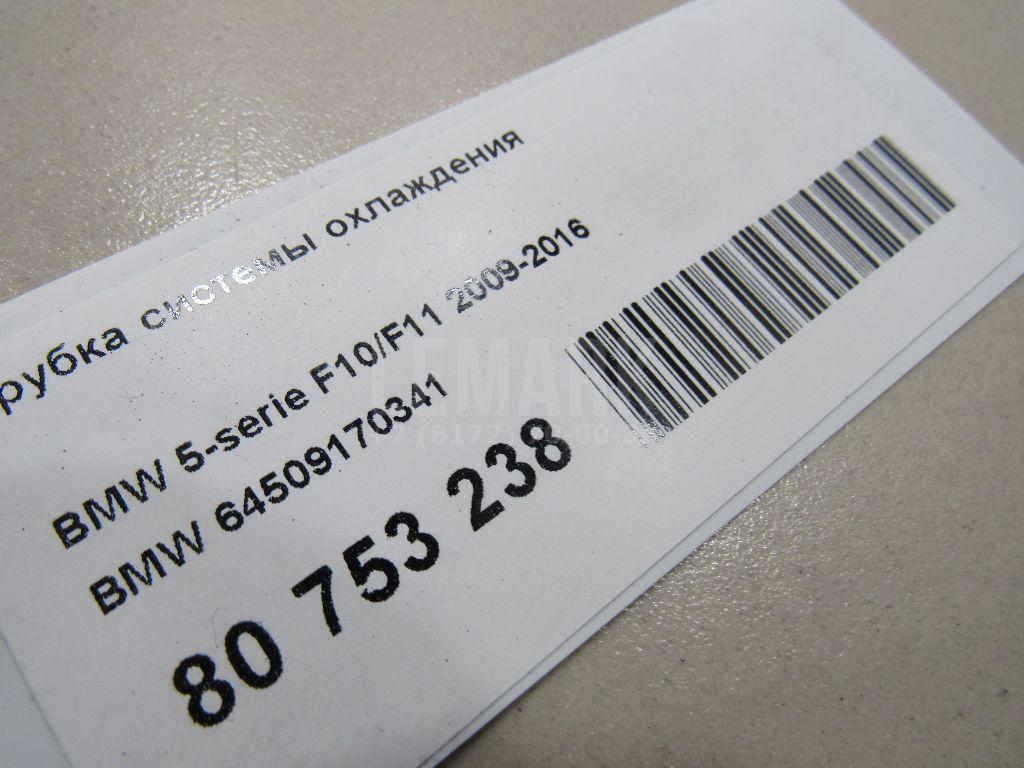 рубка системы охлаждения
BMW 5-serie F10/F11 2009-2016
BMW 64509170341
80 753 238